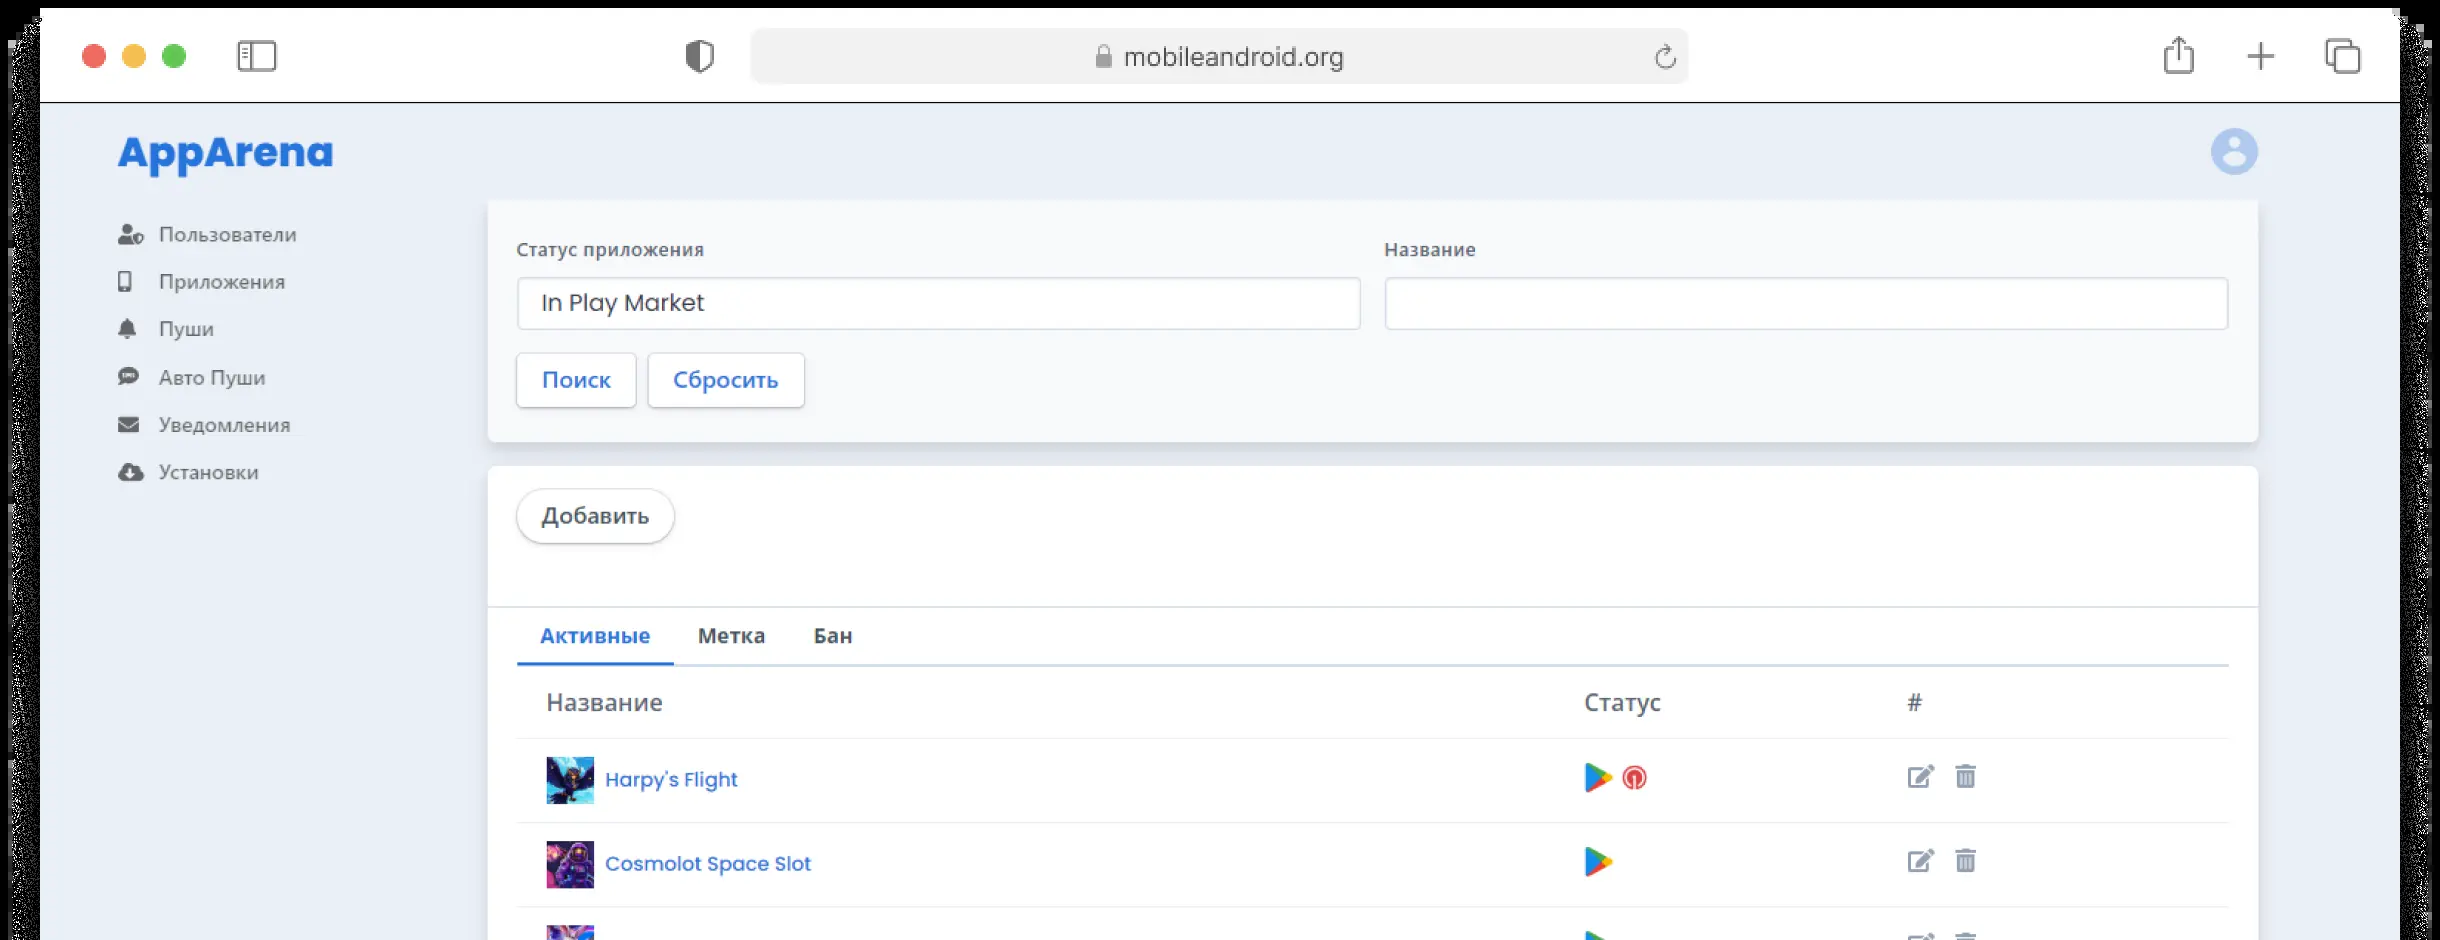 mobileandroid.org
AppArena
Пользователи
Приложения
Пуши
Авто Пуши
Уведомления
Установки
Статус приложения
Название
In Play Market
Поиск
Сбросить
Добавить
Активные
Метка
Бан
Название
Статус
#
Harpy's Flight
Cosmolot Space Slot